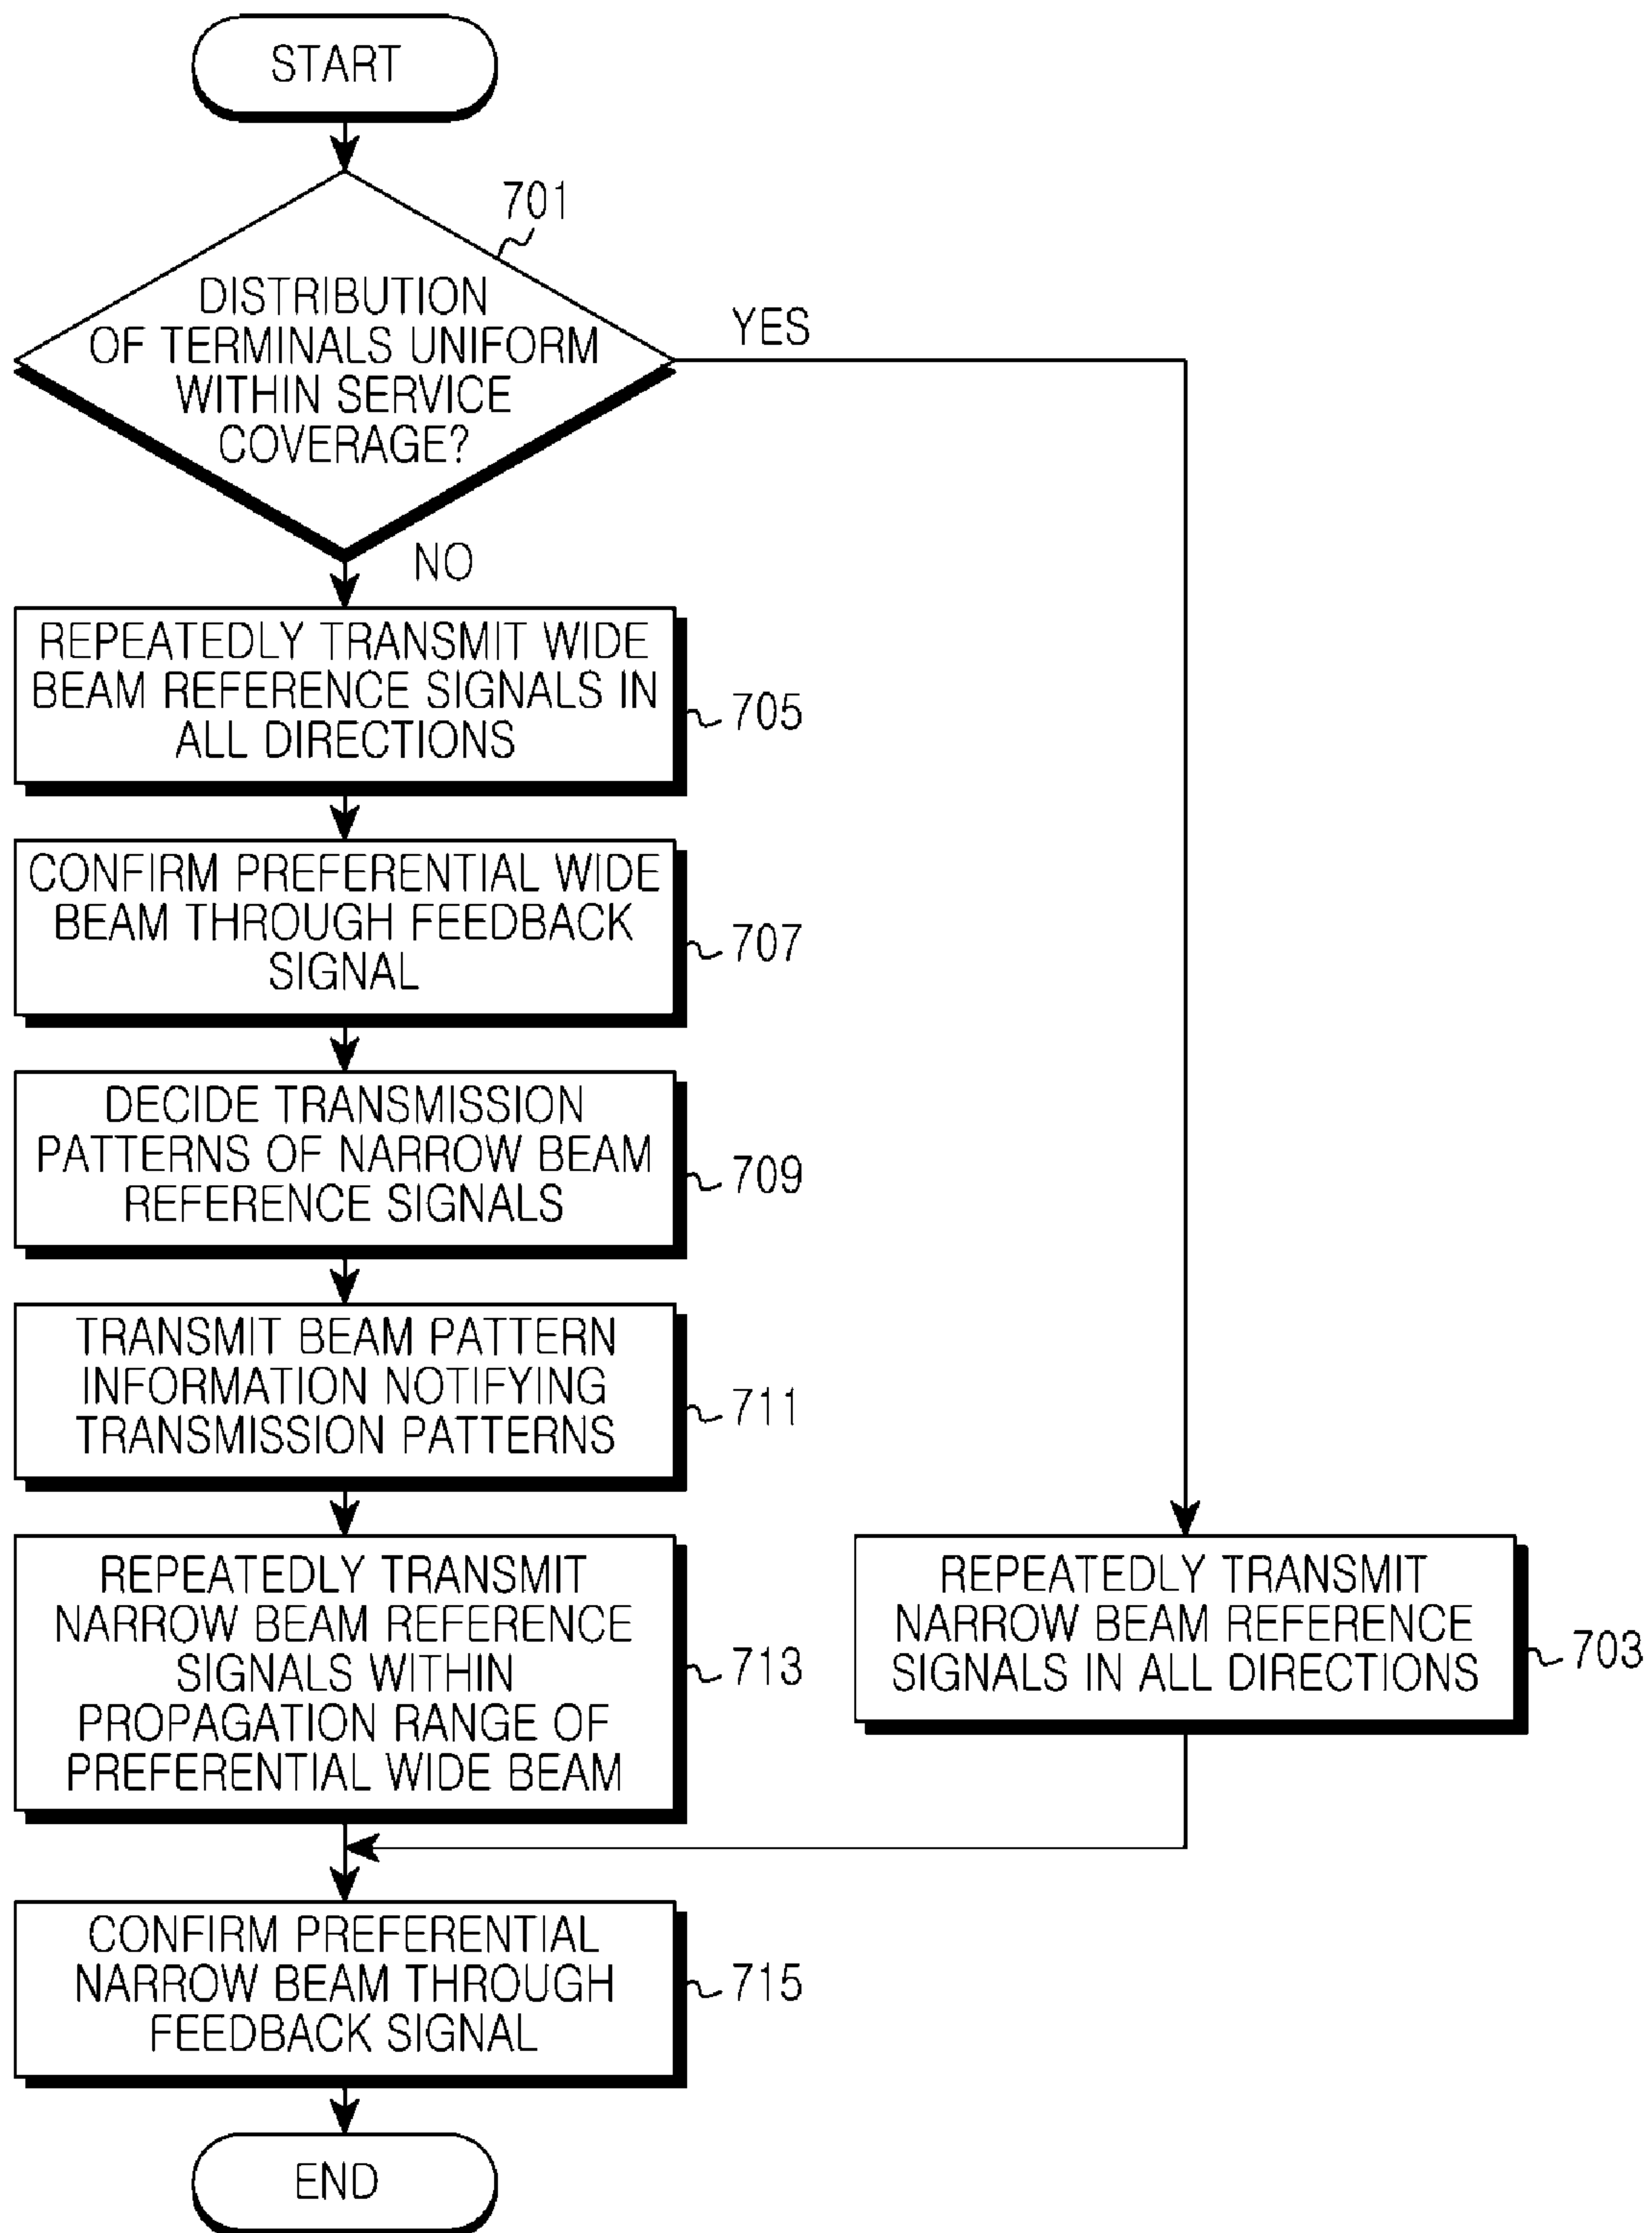 START
701
DISTRIBUTION
OF TERMINALS UNIFORM
WITHIN SERVICE
COVERAGE?
YES
NO
REPEATEDLY TRANSMIT WIDE
BEAM REFERENCE SIGNALS IN
ALL DIRECTIONS
705
CONFIRM PREFERENTIAL WIDE
BEAM THROUGH FEEDBACK
SIGNAL
707
DECIDE TRANSMISSION
PATTERNS OF NARROW BEAM
REFERENCE SIGNALS
709
TRANSMIT BEAM PATTERN
INFORMATION NOTIFYING
TRANSMISSION PATTERNS
711
REPEATEDLY TRANSMIT
NARROW BEAM REFERENCE
SIGNALS WITHIN
PROPAGATION RANGE OF
PREFERENTIAL WIDE BEAM
713
REPEATEDLY TRANSMIT
NARROW BEAM REFERENCE
SIGNALS IN ALL DIRECTIONS
703
CONFIRM PREFERENTIAL
NARROW BEAM THROUGH
FEEDBACK SIGNAL
715
END